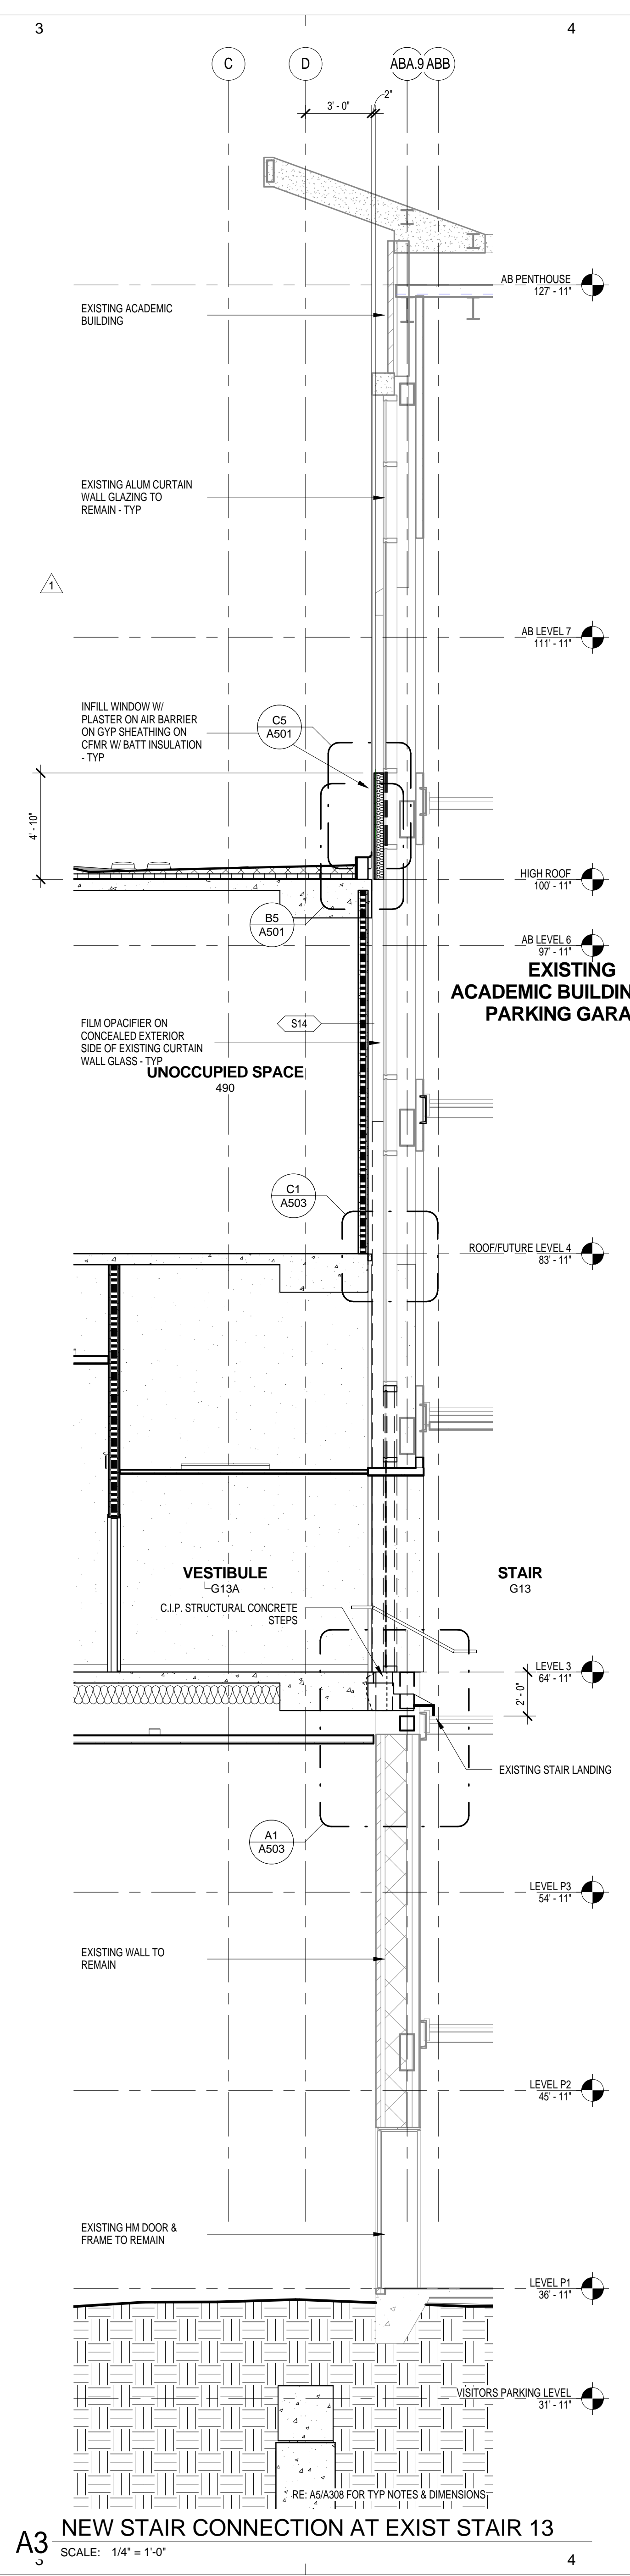 3
4
C
D
ABA.9
ABB
3' - 0"
2"
AB PENTHOUSE
127' - 11"
EXISTING ACADEMIC
BUILDING
EXISTING ALUM CURTAIN
WALL GLAZING TO
REMAIN - TYP
1
AB LEVEL 7
111' - 11"
INFILL WINDOW W/
PLASTER ON AIR BARRIER
ON GYP SHEATHING ON
CFMR W/ BATT INSULATION
- TYP
C5
A501
4' - 10"
HIGH ROOF
100' - 11"
B5
A501
AB LEVEL 6
97' - 11"
EXISTING
ACADEMIC BUILDIN
PARKING GARA
S14
FILM OPACIFIER ON
CONCEALED EXTERIOR
SIDE OF EXISTING CURTAIN
WALL GLASS - TYP
UNOCCUPIED SPACE
490
C1
A503
ROOF/FUTURE LEVEL 4
83' - 11"
VESTIBULE
G13A
STAIR
G13
C.I.P. STRUCTURAL CONCRETE
STEPS
LEVEL 3
64' - 11"
2' - 0"
EXISTING STAIR LANDING
A1
A503
LEVEL P3
54' - 11"
EXISTING WALL TO
REMAIN
LEVEL P2
45' - 11"
EXISTING HM DOOR &
FRAME TO REMAIN
LEVEL P1
36' - 11"
VISITORS PARKING LEVEL
31' - 11"
RE: A5/A308 FOR TYP NOTES & DIMENSIONS
A3
NEW STAIR CONNECTION AT EXIST STAIR 13
SCALE: 1/4" = 1'-0"
3
4